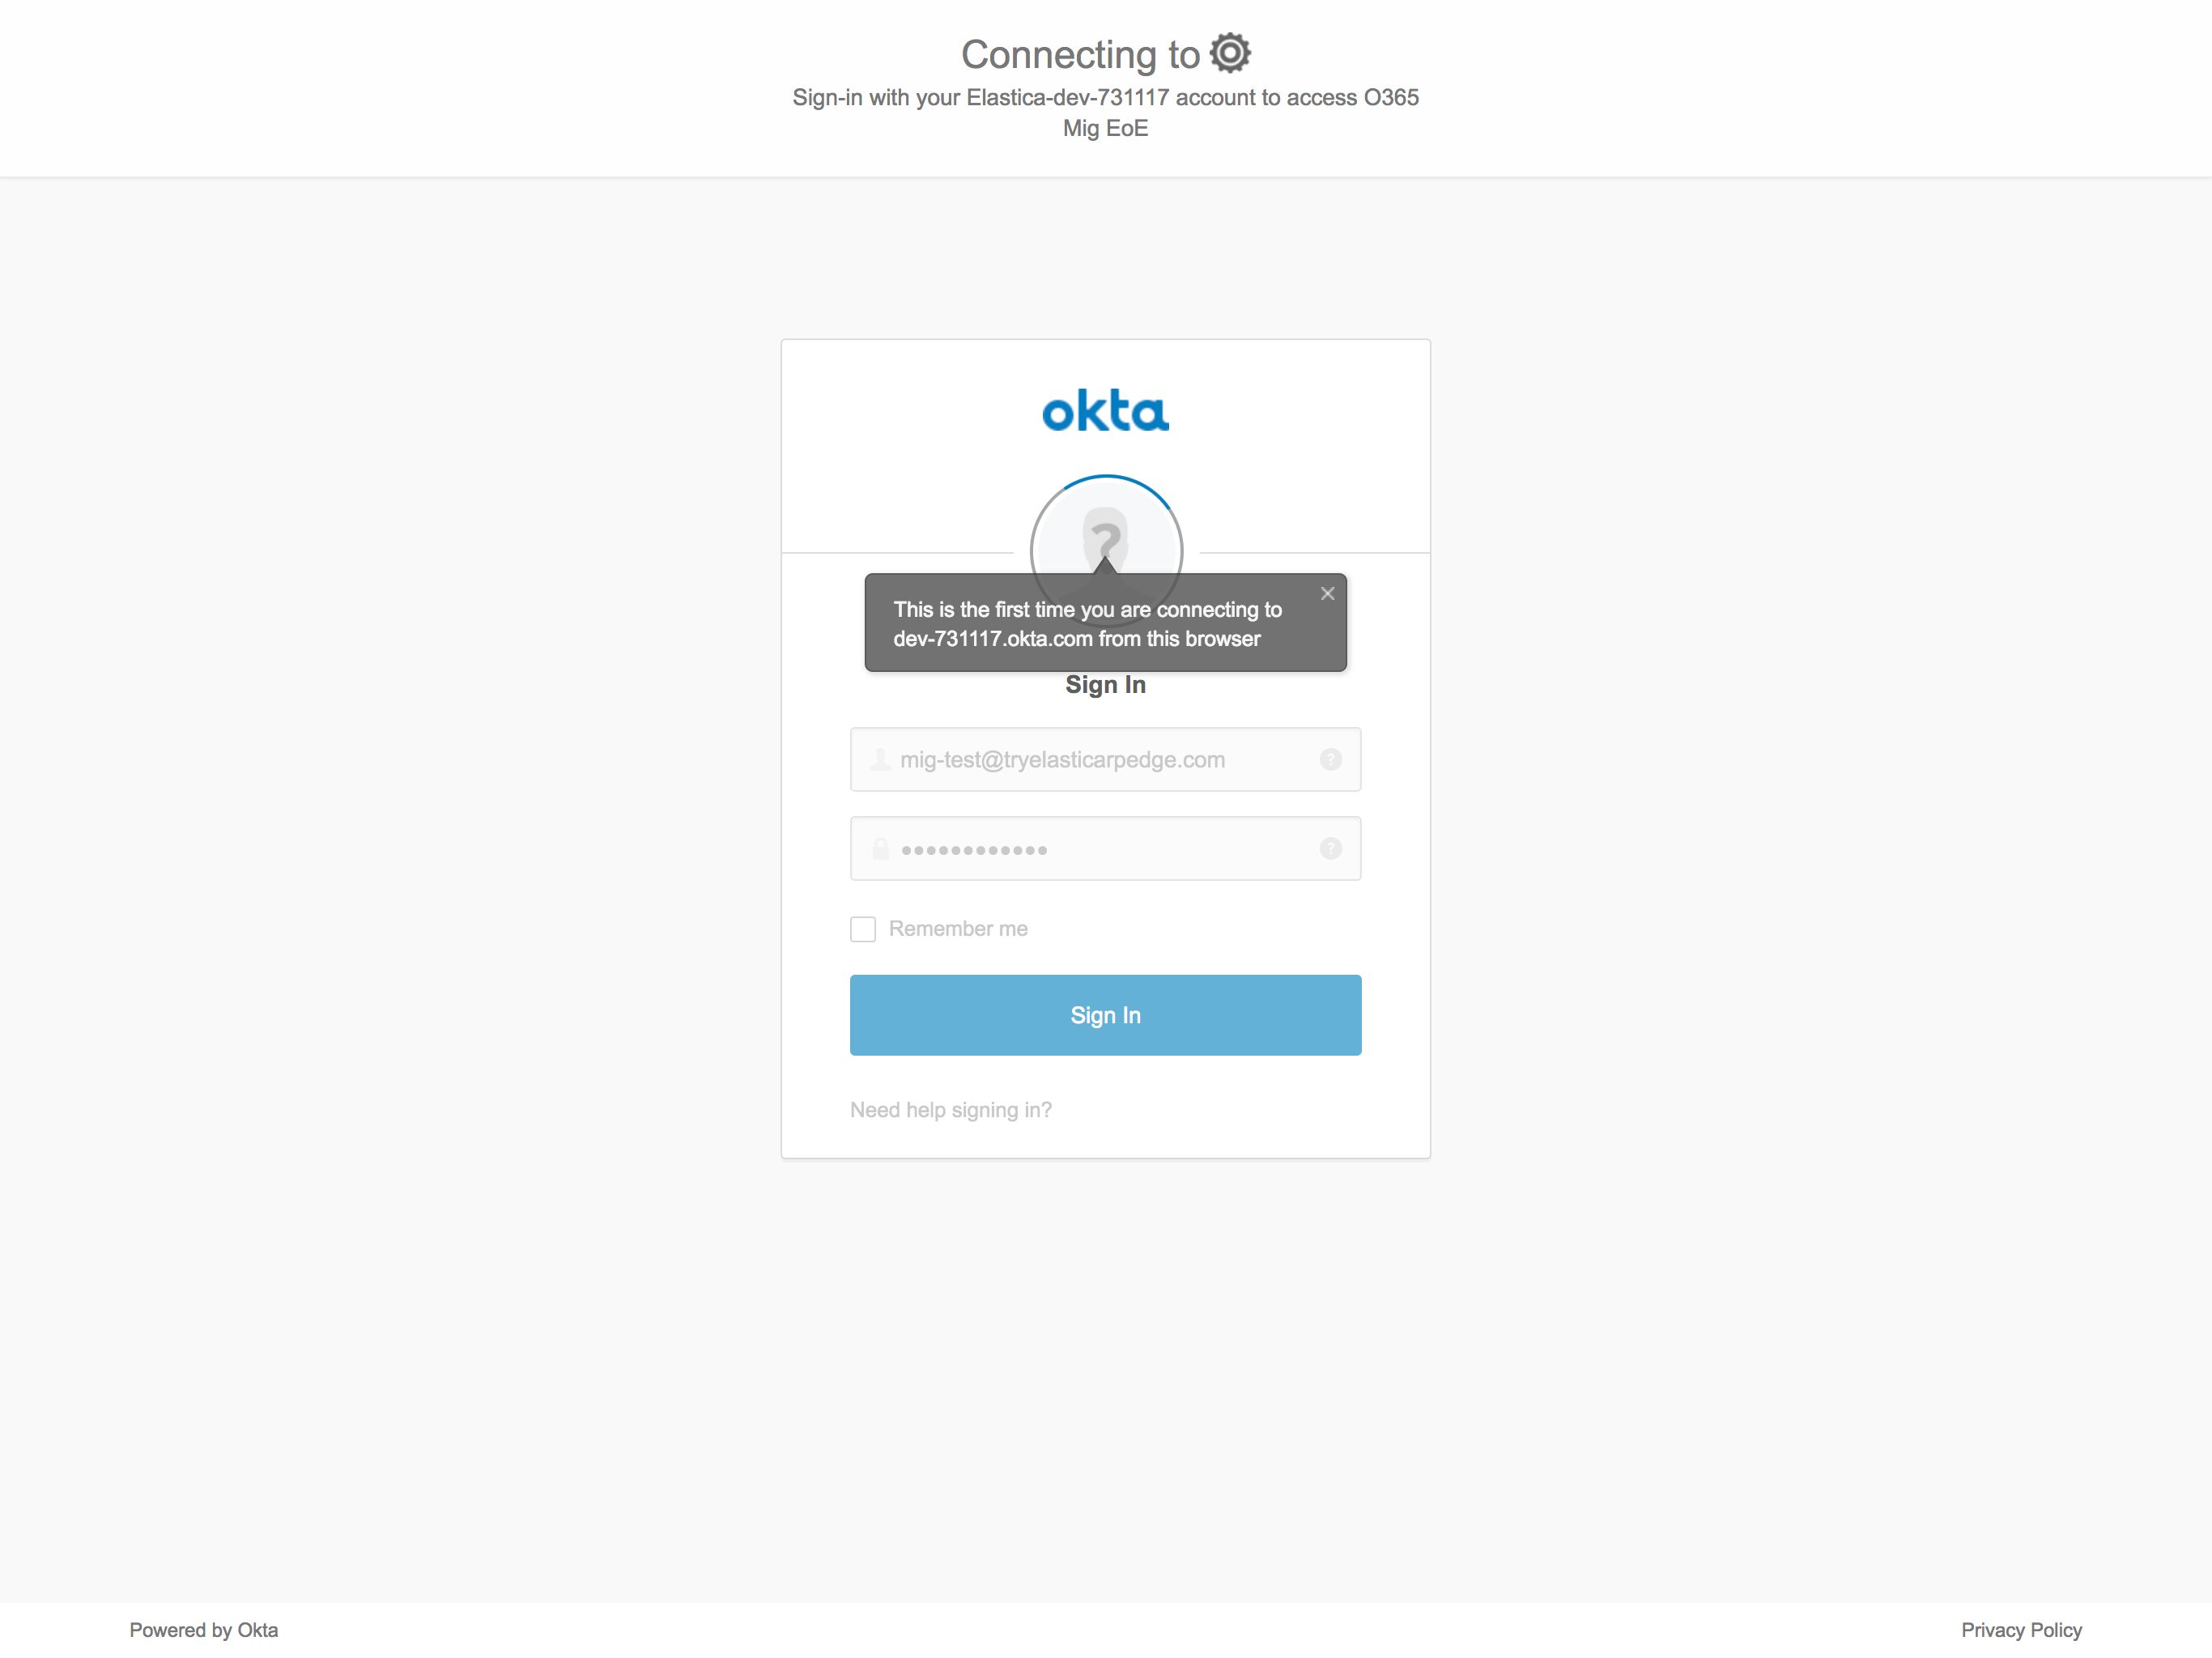 Connecting to
Sign-in with your Elastica-dev-731117 account to access O365
Mig EoE
okta
?
This is the first time you are connecting to
dev-731117.okta.com from this browser
Sign In
mig-test@tryelasticarpedge.com
?
••••••••••••
?
Remember me
Sign In
Need help signing in?
Powered by Okta
Privacy Policy